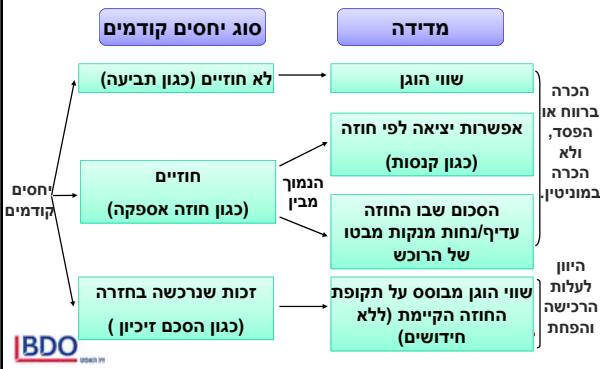 סוג יחסים קודמים
מדידה
יחסים
קודמים
לא חוזיים (כגון תביעה)
שווי הוגן
חוזיים
(כגון חוזה אספקה)
הנמוך
מבין
אפשרות יציאה לפי חוזה
(כגון קנסות)
הסכום שבו החוזה
עדיף/נחות מנקות מבטו
של הרוכש
הכרה
ברווח או
הפסד,
ולא
הכרה
במוניטין.
זכות שנרכשה בחזרה
(כגון הסכם זיכיון )
שווי הוגן מבוסס על תקופת
החוזה הקיימת (ללא
חידושים)
היוון
לעלות
הרכישה
והפחת
BDO
זיו האפט